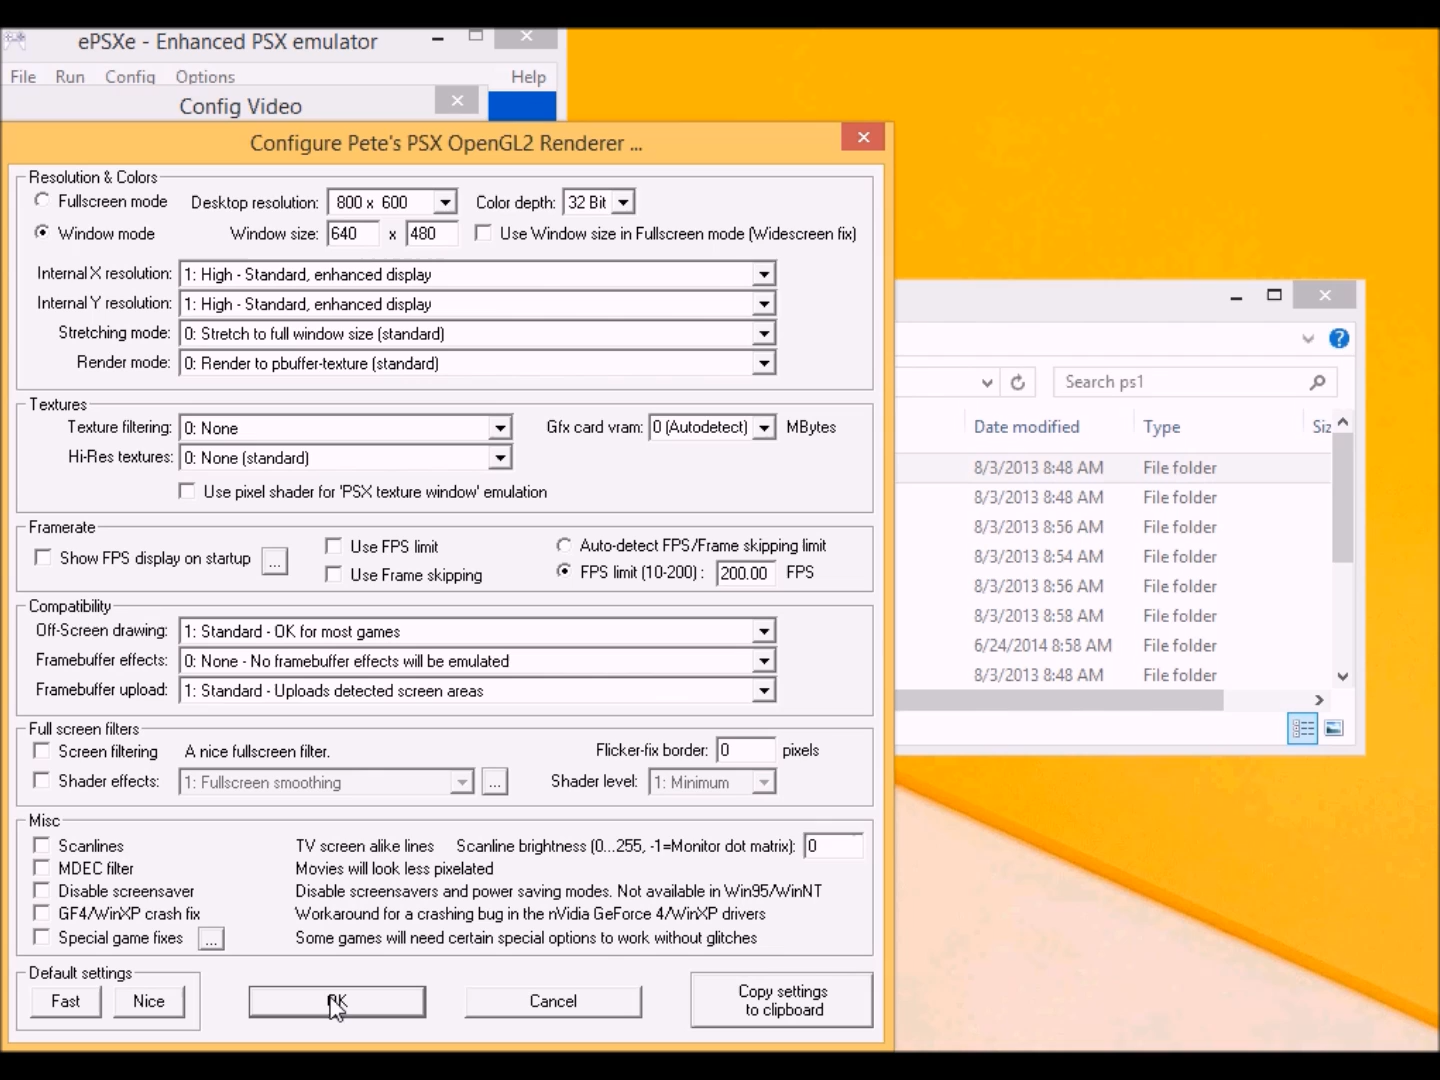 ePSXe - Enhanced PSX emulator
File Run Config Options Help
Config Video
Configure Pete's PSX OpenGL2 Renderer ...
Resolution & Colors
Fullscreen mode Desktop resolution: 800 x 600 Color depth: 32 Bit
Window mode Window size: 640 x 480 Use Window size in Fullscreen mode (Widescreen fix)
Internal X resolution: 1: High - Standard, enhanced display
Internal Y resolution: 1: High - Standard, enhanced display
Stretching mode: 0: Stretch to full window size (standard)
Render mode: 0: Render to pbuffer-texture (standard)
Textures
Texture filtering: 0: None Gfx card vram: 0 (Autodetect) MBytes
Hi-Res textures: 0: None (standard)
Use pixel shader for 'PSX texture window' emulation
Framerate
Show FPS display on startup ... Use FPS limit Auto-detect FPS/Frame skipping limit
Use Frame skipping FPS limit (10-200) : 200.00 FPS
Compatibility
Off-Screen drawing: 1: Standard - OK for most games
Framebuffer effects: 0: None - No framebuffer effects will be emulated
Framebuffer upload: 1: Standard - Uploads detected screen areas
Full screen filters
Screen filtering A nice fullscreen filter. Flicker-fix border: 0 pixels
Shader effects: 1: Fullscreen smoothing ... Shader level: 1: Minimum
Misc
Scanlines TV screen alike lines Scanline brightness (0...255, -1=Monitor dot matrix): 0
MDEC filter Movies will look less pixelated
Disable screensaver Disable screensavers and power saving modes. Not available in Win95/WinNT
GF4/WinXP crash fix Workaround for a crashing bug in the nVidia GeForce 4/WinXP drivers
Special game fixes ... Some games will need certain special options to work without glitches
Default settings
Fast Nice OK Cancel Copy settings to clipboard
Search ps1
Date modified Type Siz
8/3/2013 8:48 AM File folder
8/3/2013 8:48 AM File folder
8/3/2013 8:56 AM File folder
8/3/2013 8:54 AM File folder
8/3/2013 8:56 AM File folder
8/3/2013 8:58 AM File folder
6/24/2014 8:58 AM File folder
8/3/2013 8:48 AM File folder